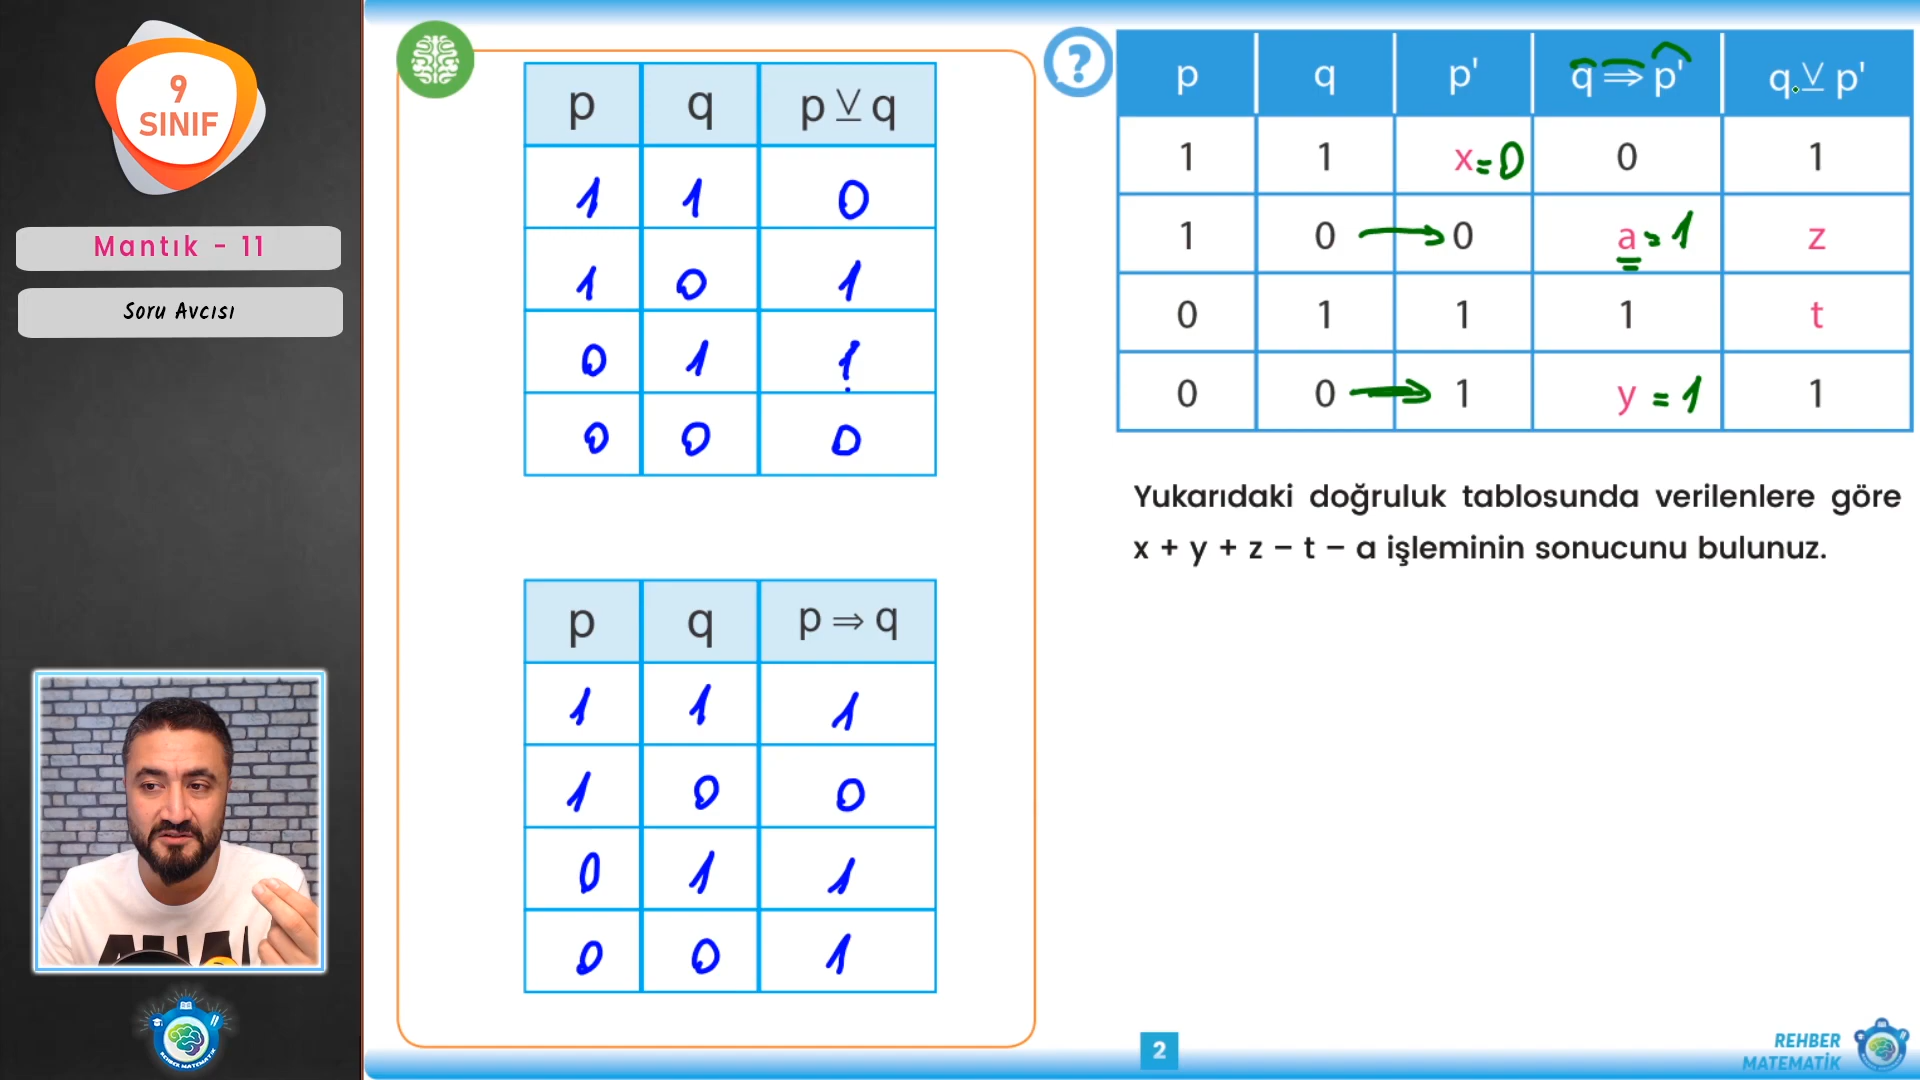 9
SINIF
Mantık - 11
Soru Avcısı
p q p ⊻ q
1 1 0
1 0 1
0 1 1
0 0 0
p q p ⇒ q
1 1 1
1 0 0
0 1 1
0 0 1
?
p q p' q ⇒ p' q ⊻ p'
1 1 x = 0 0 1
1 0 → 0 a = 1 z
0 1 1 1 t
0 0 → 1 y = 1 1
Yukarıdaki doğruluk tablosunda verilenlere göre
x + y + z – t – a işleminin sonucunu bulunuz.
REHBER MATEMATİK
2
REHBER
MATEMATİK